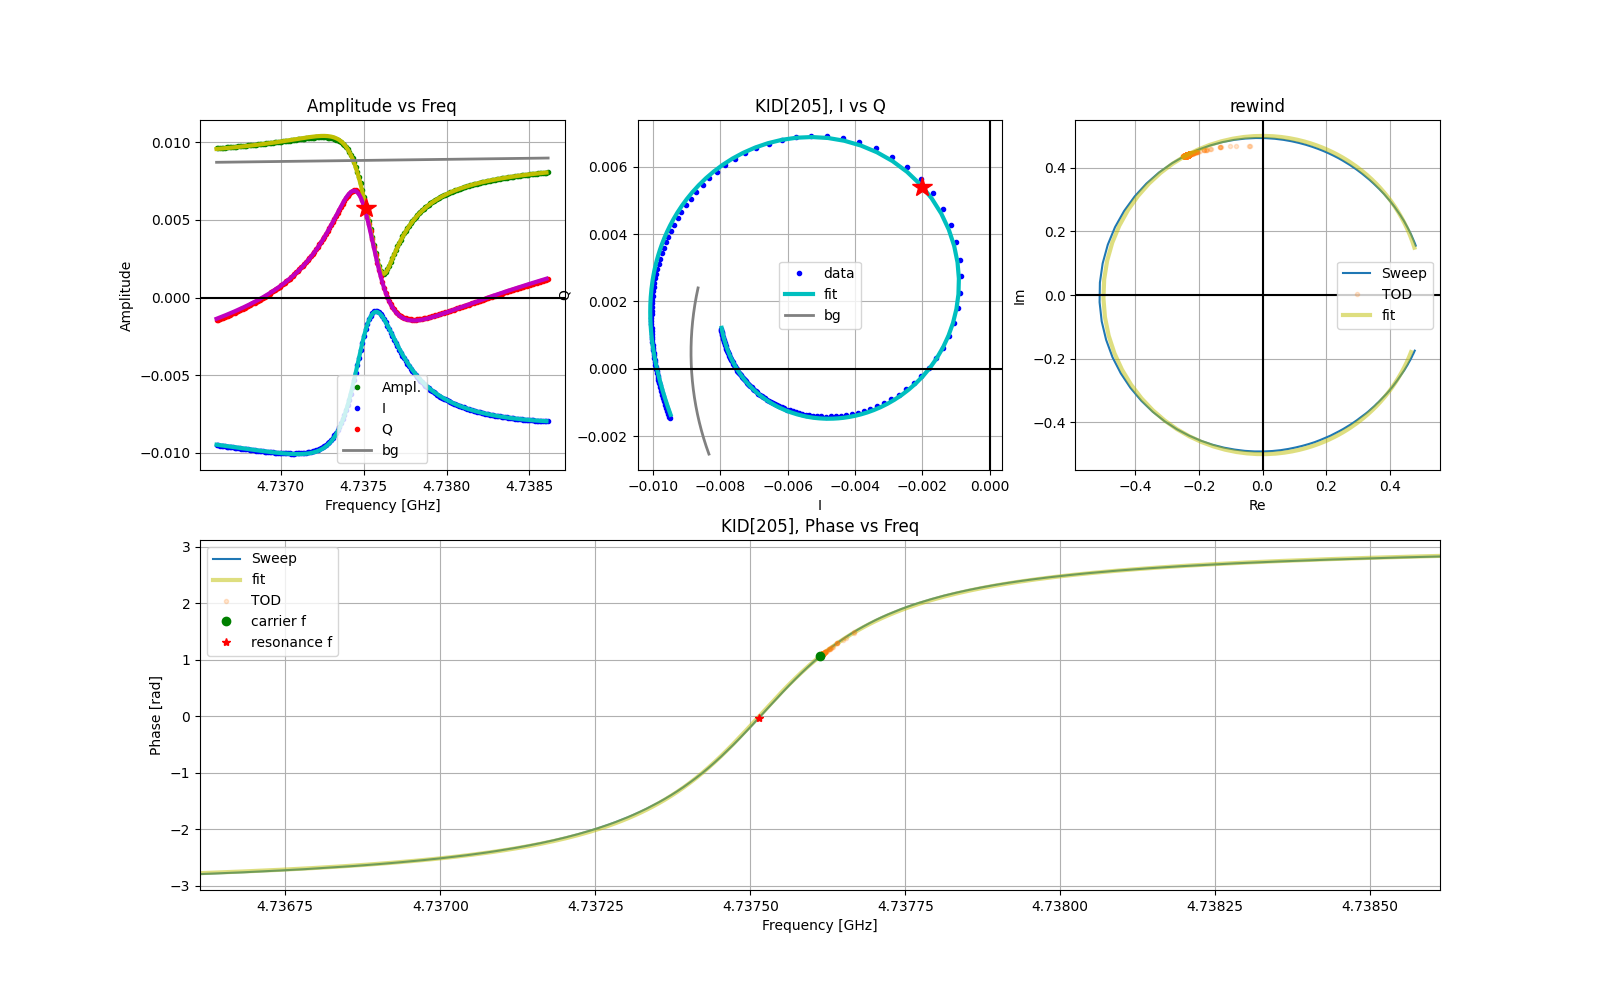 Amplitude vs Freq
KID[205], I vs Q
rewind
Amplitude
0.010
0.005
0.000
−0.005
−0.010
4.7370
4.7375
4.7380
4.7385
Frequency [GHz]
Ampl.
I
Q
bg
Q
0.006
0.004
0.002
0.000
−0.002
−0.010
−0.008
−0.006
−0.004
−0.002
0.000
I
data
fit
bg
Im
0.4
0.2
0.0
−0.2
−0.4
−0.4
−0.2
0.0
0.2
0.4
Re
Sweep
TOD
fit
KID[205], Phase vs Freq
Phase [rad]
3
2
1
0
−1
−2
−3
Sweep
fit
TOD
carrier f
resonance f
4.73675
4.73700
4.73725
4.73750
4.73775
4.73800
4.73825
4.73850
Frequency [GHz]